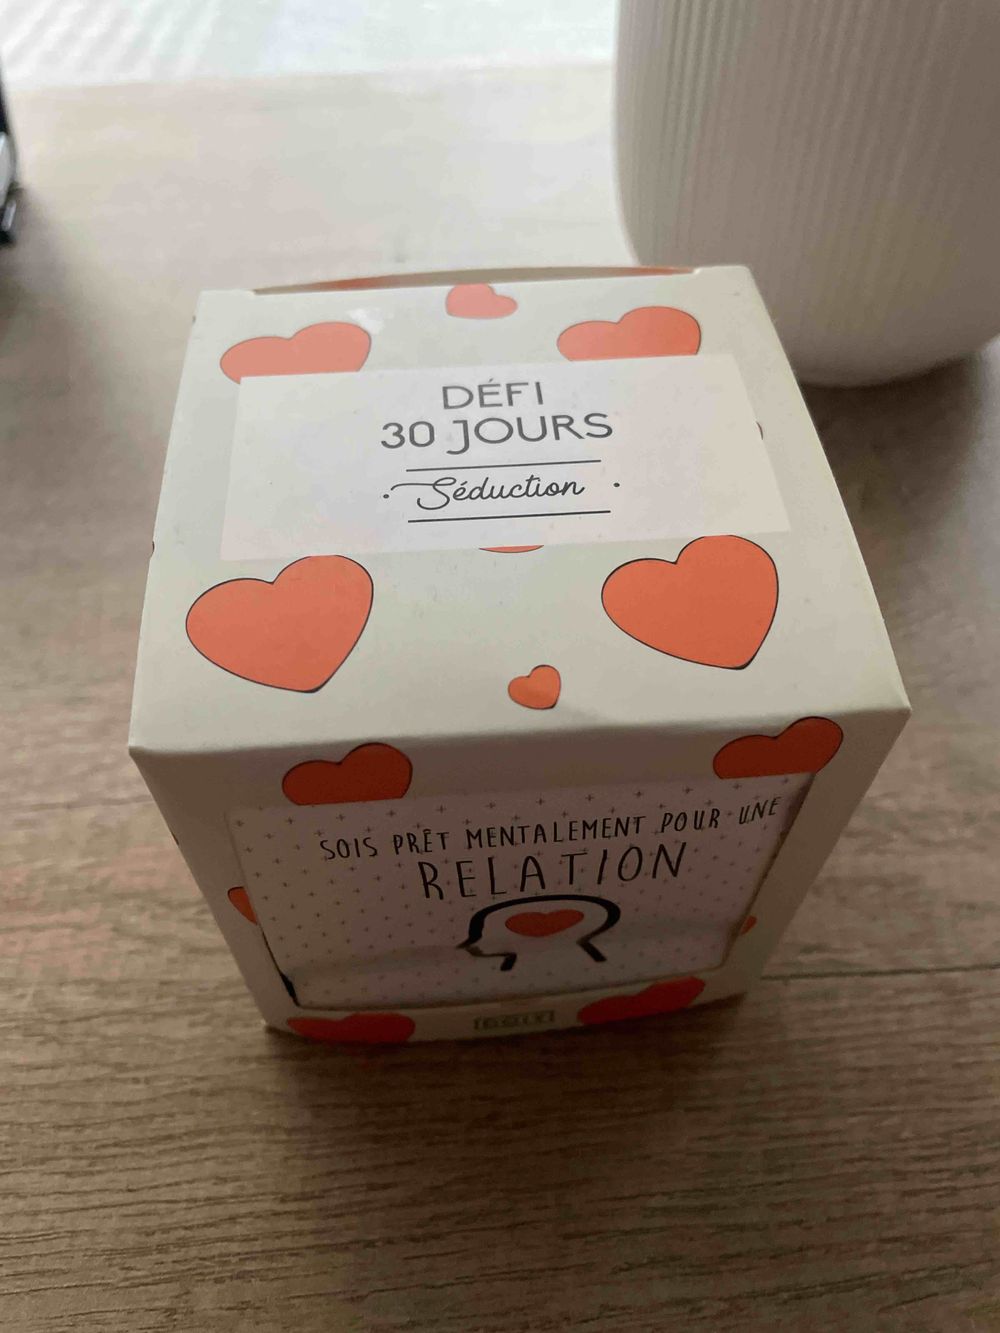 DÉFI
30 JOURS
Séduction
SOIS PRÊT MENTALEMENT POUR UNE
RELATION